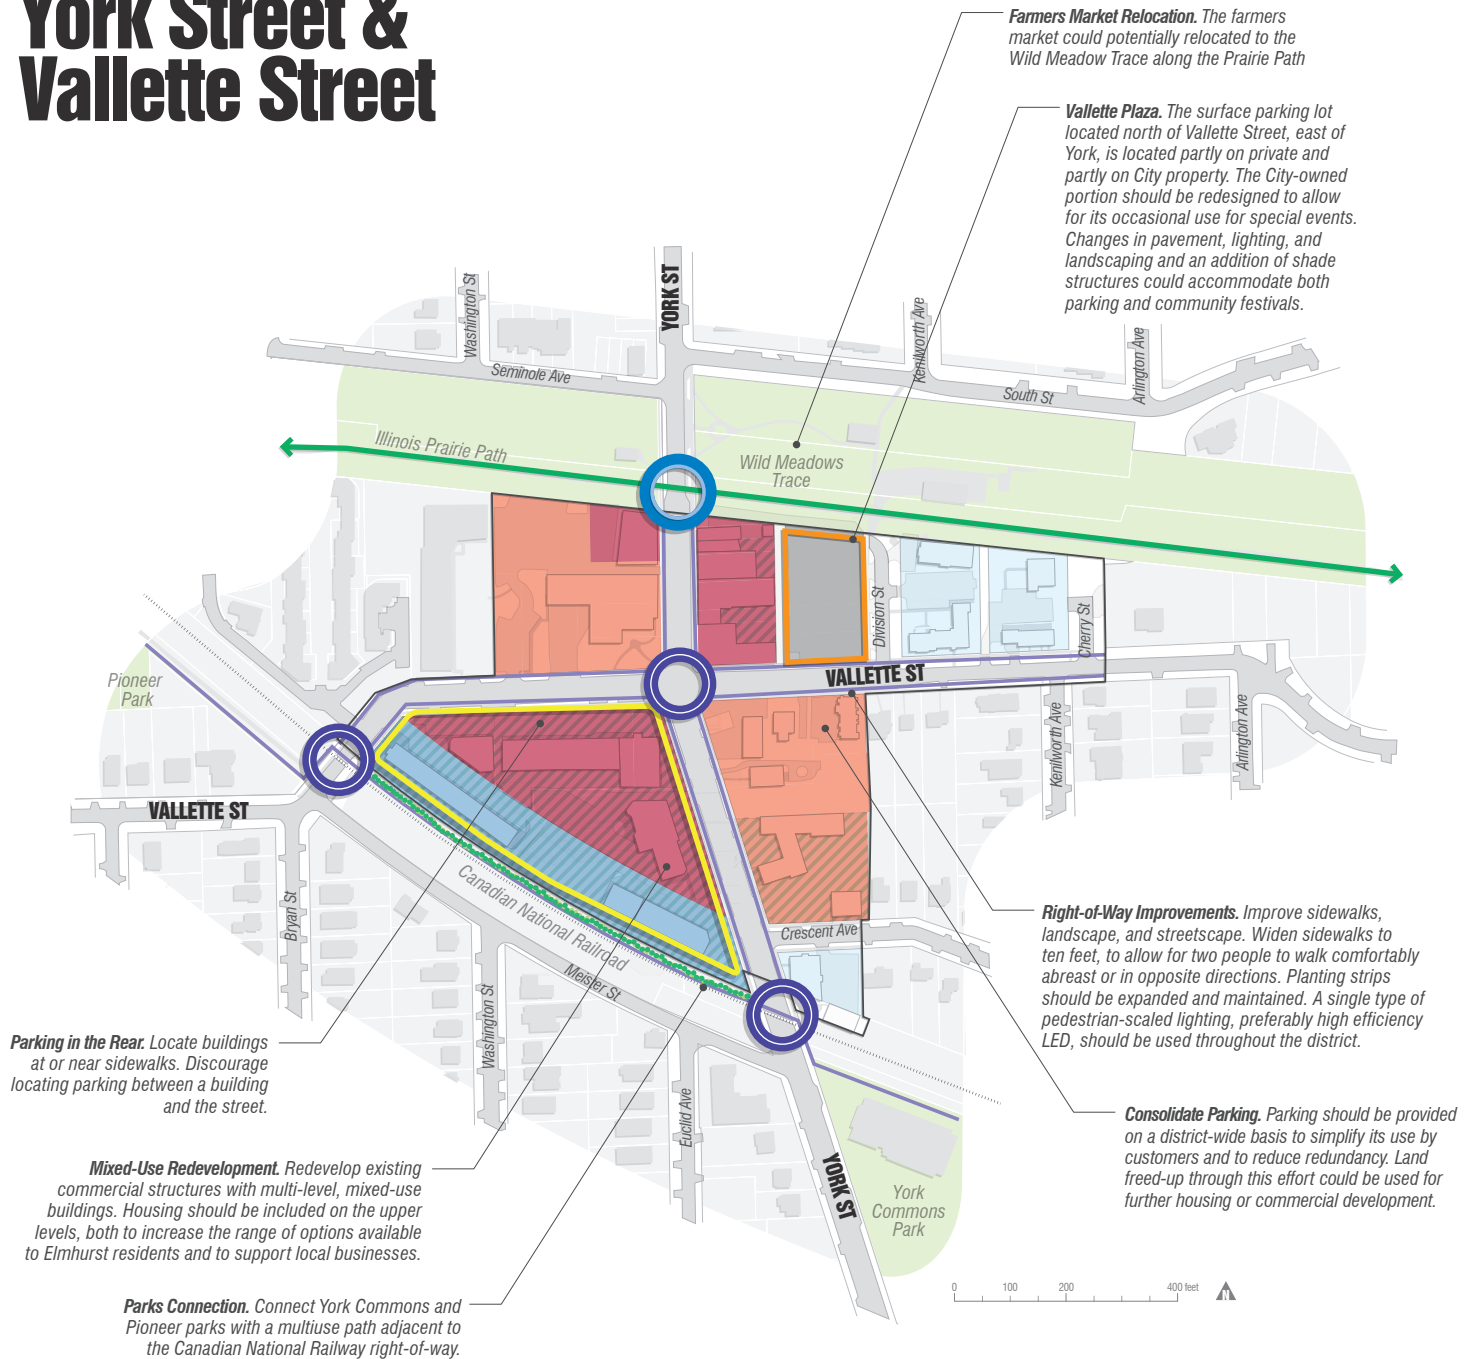 York Street &
Vallette Street
Farmers Market Relocation. The farmers
market could potentially relocated to the
Wild Meadow Trace along the Prairie Path
Vallette Plaza. The surface parking lot
located north of Vallette Street, east of
York, is located partly on private and
partly on City property. The City-owned
portion should be redesigned to allow
for its occasional use for special events.
Changes in pavement, lighting, and
landscaping and an addition of shade
structures could accommodate both
parking and community festivals.
Washington St
YORK ST
Kenilworth Ave
Arlington Ave
Seminole Ave
South St
Illinois Prairie Path
Wild Meadows
Trace
Division St
Cherry St
Pioneer
Park
VALLETTE ST
Kenilworth Ave
Arlington Ave
VALLETTE ST
Bryan St
Canadian National Railroad
Crescent Ave
Meister St
Washington St
Euclid Ave
YORK ST
York
Commons
Park
Right-of-Way Improvements. Improve sidewalks,
landscape, and streetscape. Widen sidewalks to
ten feet, to allow for two people to walk comfortably
abreast or in opposite directions. Planting strips
should be expanded and maintained. A single type of
pedestrian-scaled lighting, preferably high efficiency
LED, should be used throughout the district.
Parking in the Rear. Locate buildings
at or near sidewalks. Discourage
locating parking between a building
and the street.
Consolidate Parking. Parking should be provided
on a district-wide basis to simplify its use by
customers and to reduce redundancy. Land
freed-up through this effort could be used for
further housing or commercial development.
Mixed-Use Redevelopment. Redevelop existing
commercial structures with multi-level, mixed-use
buildings. Housing should be included on the upper
levels, both to increase the range of options available
to Elmhurst residents and to support local businesses.
Parks Connection. Connect York Commons and
Pioneer parks with a multiuse path adjacent to
the Canadian National Railway right-of-way.
0 100 200 400 feet
N